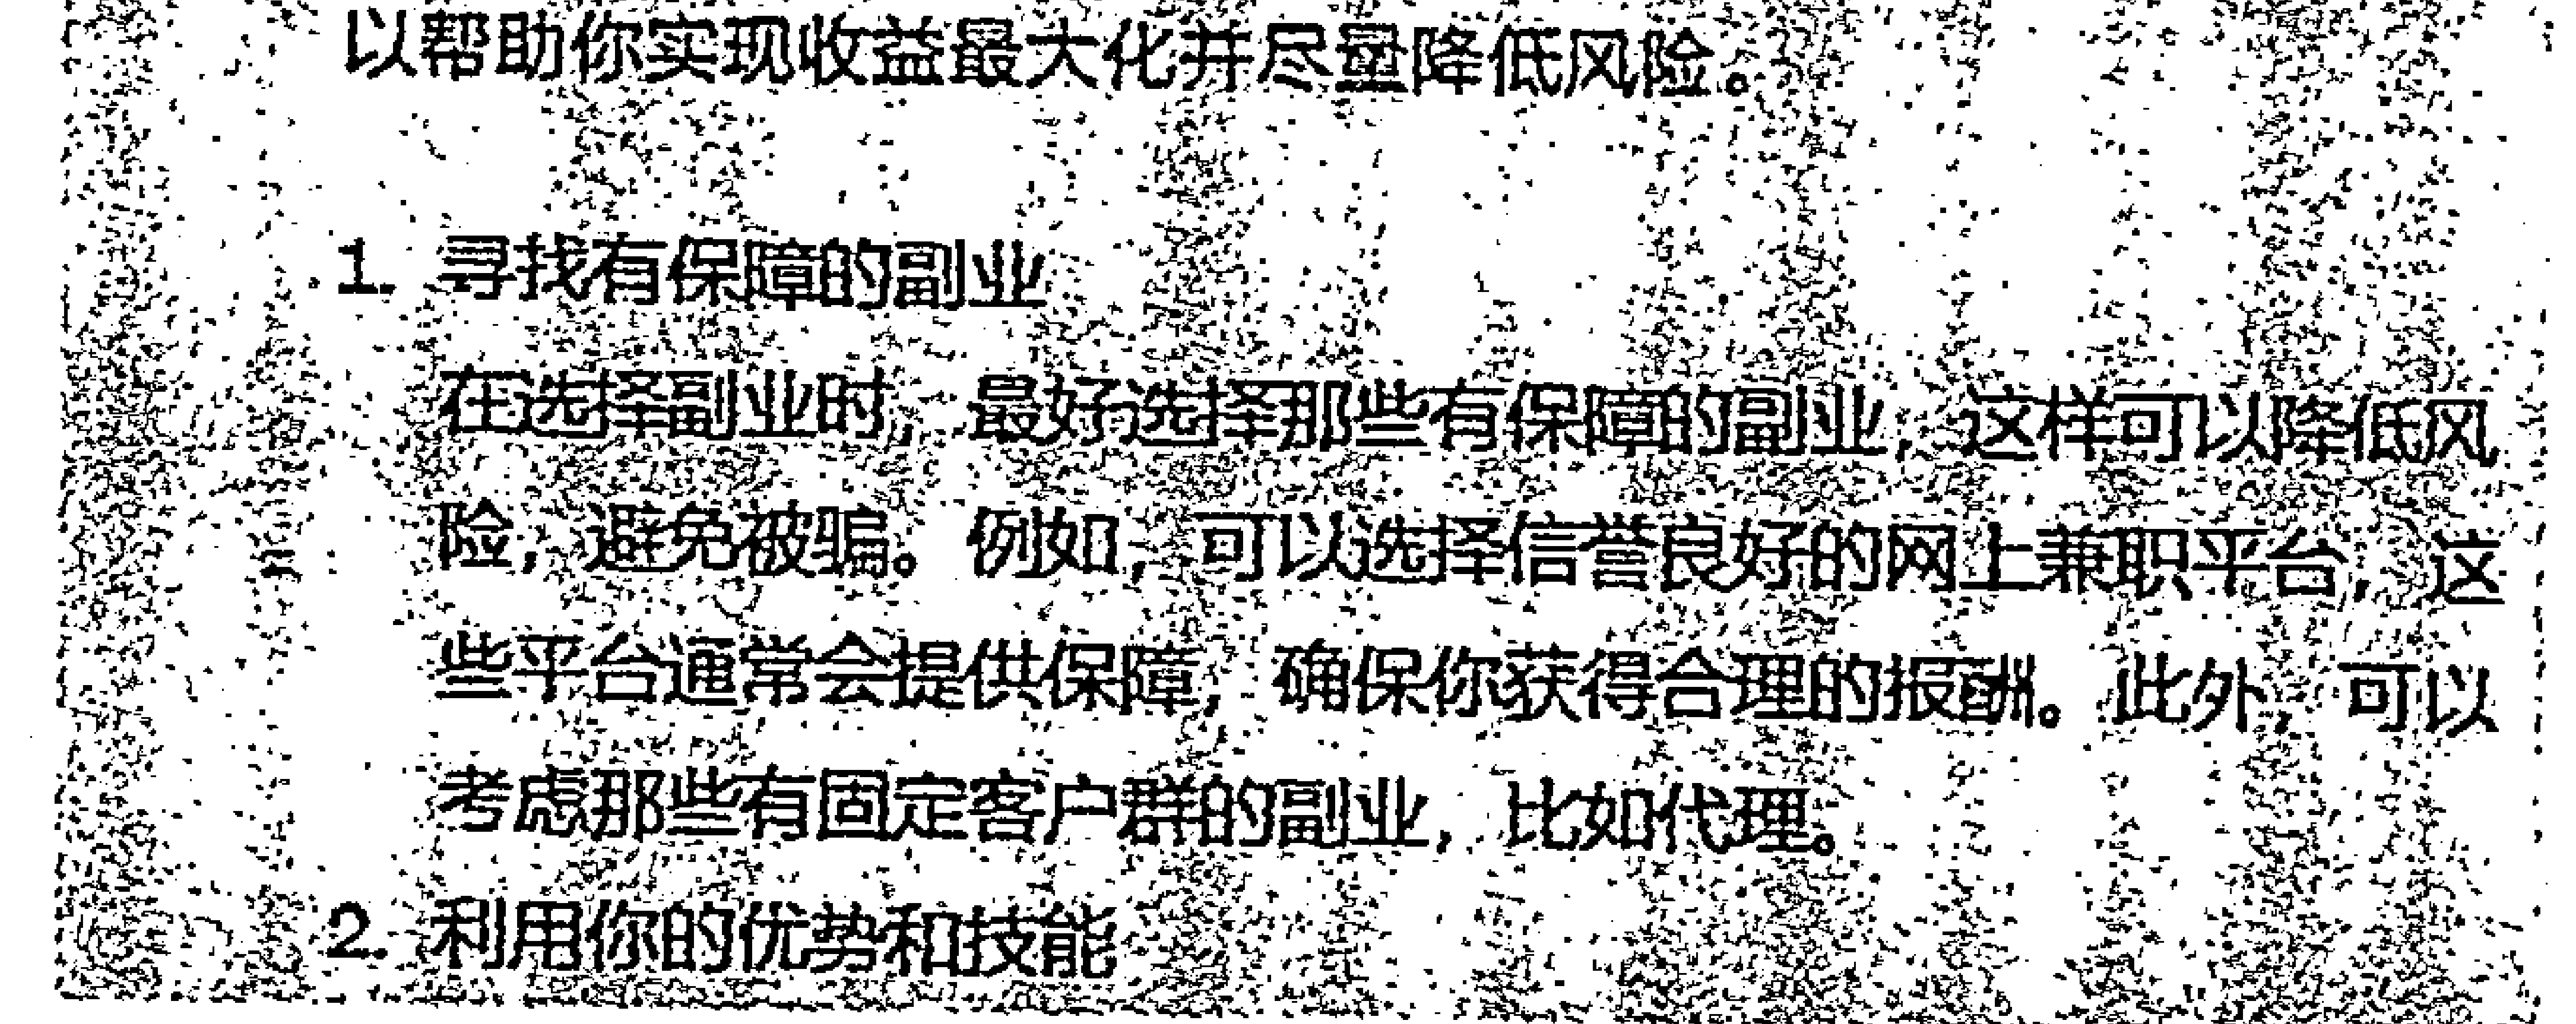 以帮助你实现收益最大化并尽量降低风险。
1. 寻找有保障的副业
在选择副业时，最好选择那些有保障的副业，这样可以降低风
险，避免被骗。例如，可以选择信誉良好的网上兼职平台，这
些平台通常会提供保障，确保你获得合理的报酬。此外，可以
考虑那些有固定客户群的副业，比如代理。
2. 利用你的优势和技能